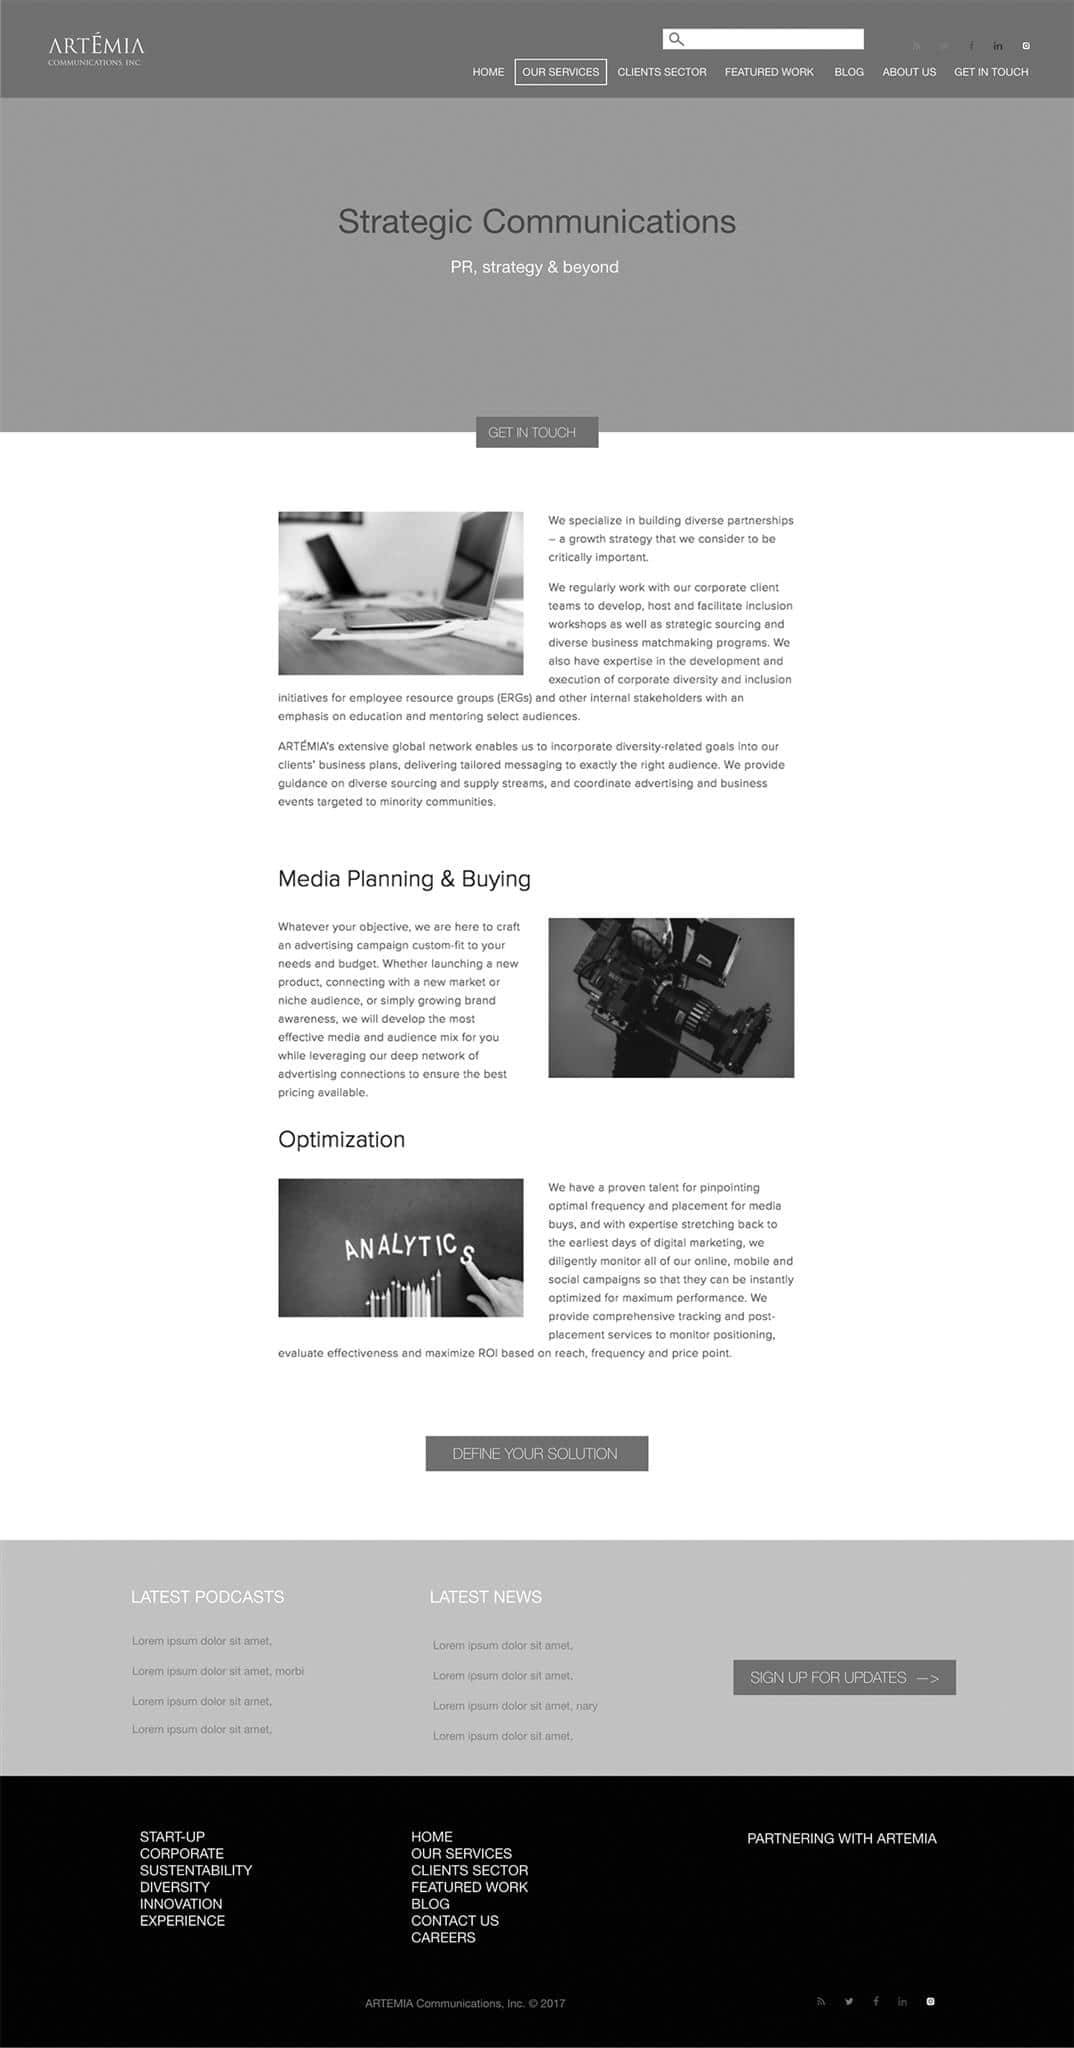 ARTÉMIA
COMMUNICATIONS, INC.
HOME
OUR SERVICES
CLIENTS SECTOR
FEATURED WORK
BLOG
ABOUT US
GET IN TOUCH
Strategic Communications
PR, strategy & beyond
GET IN TOUCH
We specialize in building diverse partnerships
– a growth strategy that we consider to be
critically important.
We regularly work with our corporate client
teams to develop, host and facilitate inclusion
workshops as well as strategic sourcing and
diverse business matchmaking programs. We
also have expertise in the development and
execution of corporate diversity and inclusion
initiatives for employee resource groups (ERGs) and other internal stakeholders with an
emphasis on education and mentoring select audiences.
ARTÉMIA's extensive global network enables us to incorporate diversity-related goals into our
clients' business plans, delivering tailored messaging to exactly the right audience. We provide
guidance on diverse sourcing and supply streams, and coordinate advertising and business
events targeted to minority communities.
Media Planning & Buying
Whatever your objective, we are here to craft
an advertising campaign custom-fit to your
needs and budget. Whether launching a new
product, connecting with a new market or
niche audience, or simply growing brand
awareness, we will develop the most
effective media and audience mix for you
while leveraging our deep network of
advertising connections to ensure the best
pricing available.
Optimization
ANALYTICS
We have a proven talent for pinpointing
optimal frequency and placement for media
buys, and with expertise stretching back to
the earliest days of digital marketing, we
diligently monitor all of our online, mobile and
social campaigns so that they can be instantly
optimized for maximum performance. We
provide comprehensive tracking and post-
placement services to monitor positioning,
evaluate effectiveness and maximize ROI based on reach, frequency and price point.
DEFINE YOUR SOLUTION
LATEST PODCASTS
Lorem ipsum dolor sit amet,
Lorem ipsum dolor sit amet, morbi
Lorem ipsum dolor sit amet,
Lorem ipsum dolor sit amet,
LATEST NEWS
Lorem ipsum dolor sit amet,
Lorem ipsum dolor sit amet,
Lorem ipsum dolor sit amet, nary
Lorem ipsum dolor sit amet,
SIGN UP FOR UPDATES —>
START-UP
CORPORATE
SUSTENTABILITY
DIVERSITY
INNOVATION
EXPERIENCE
HOME
OUR SERVICES
CLIENTS SECTOR
FEATURED WORK
BLOG
CONTACT US
CAREERS
PARTNERING WITH ARTEMIA
ARTEMIA Communications, Inc. © 2017